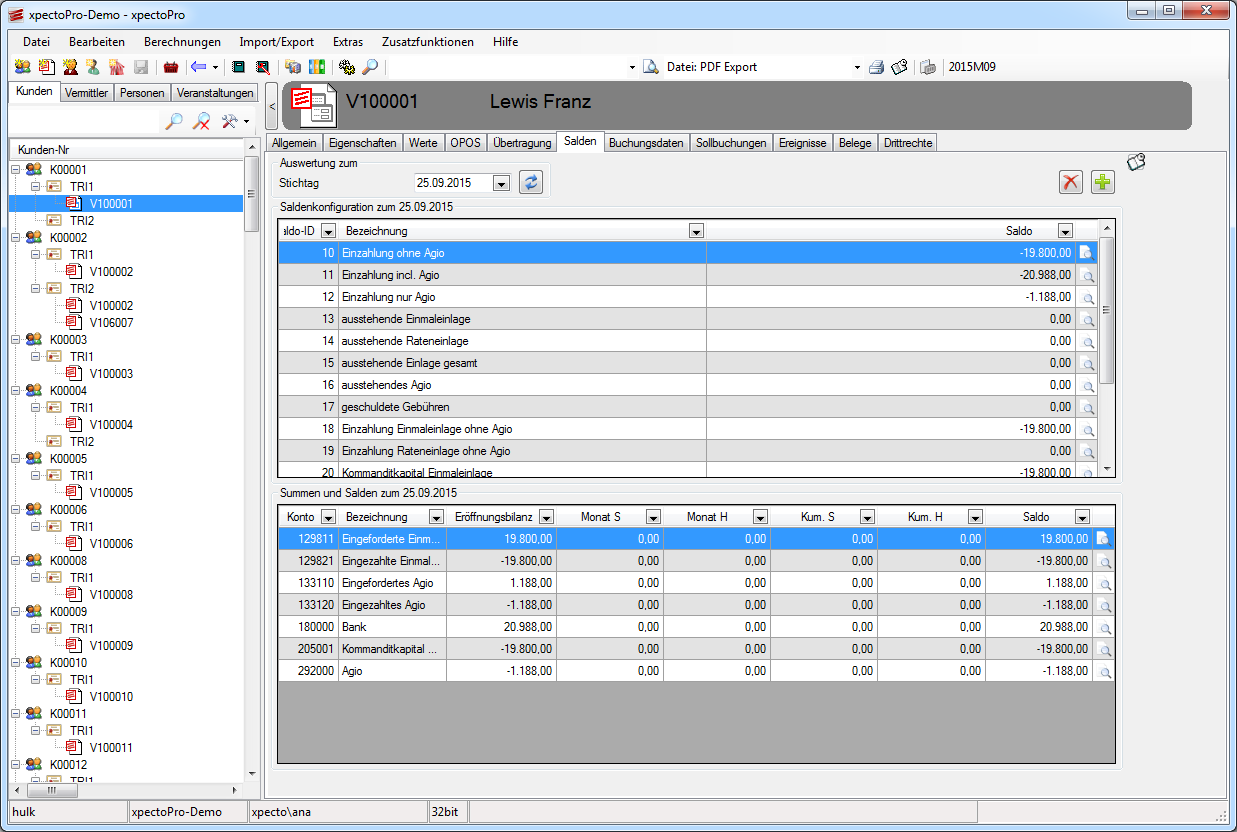 xpectoPro-Demo - xpectoPro
Datei Bearbeiten Berechnungen Import/Export Extras Zusatzfunktionen Hilfe
Datei: PDF Export 2015M09
Kunden Vermittler Personen Veranstaltungen
< V100001 Lewis Franz
Allgemein Eigenschaften Werte OPOS Übertragung Salden Buchungsdaten Sollbuchungen Ereignisse Belege Drittrechte
Kunden-Nr
K00001
TRI1
V100001
TRI2
K00002
TRI1
V100002
TRI2
V100002
V106007
K00003
TRI1
V100003
K00004
TRI1
V100004
TRI2
K00005
TRI1
V100005
K00006
TRI1
V100006
K00008
TRI1
V100008
K00009
TRI1
V100009
K00010
TRI1
V100010
K00011
TRI1
V100011
K00012
TRI1
Auswertung zum
Stichtag 25.09.2015
Saldenkonfiguration zum 25.09.2015
ldo-ID Bezeichnung Saldo
10 Einzahlung ohne Agio -19.800,00
11 Einzahlung incl. Agio -20.988,00
12 Einzahlung nur Agio -1.188,00
13 ausstehende Einmaleinlage 0,00
14 ausstehende Rateneinlage 0,00
15 ausstehende Einlage gesamt 0,00
16 ausstehendes Agio 0,00
17 geschuldete Gebühren 0,00
18 Einzahlung Einmaleinlage ohne Agio -19.800,00
19 Einzahlung Rateneinlage ohne Agio 0,00
20 Kommanditkapital Einmaleinlage -19.800,00
Summen und Salden zum 25.09.2015
Konto Bezeichnung Eröffnungsbilanz Monat S Monat H Kum. S Kum. H Saldo
129811 Eingeforderte Einm... 19.800,00 0,00 0,00 0,00 0,00 19.800,00
129821 Eingezahlte Einmal... -19.800,00 0,00 0,00 0,00 0,00 -19.800,00
133110 Eingefordertes Agio 1.188,00 0,00 0,00 0,00 0,00 1.188,00
133120 Eingezahltes Agio -1.188,00 0,00 0,00 0,00 0,00 -1.188,00
180000 Bank 20.988,00 0,00 0,00 0,00 0,00 20.988,00
205001 Kommanditkapital ... -19.800,00 0,00 0,00 0,00 0,00 -19.800,00
292000 Agio -1.188,00 0,00 0,00 0,00 0,00 -1.188,00
hulk xpectoPro-Demo xpecto\ana 32bit